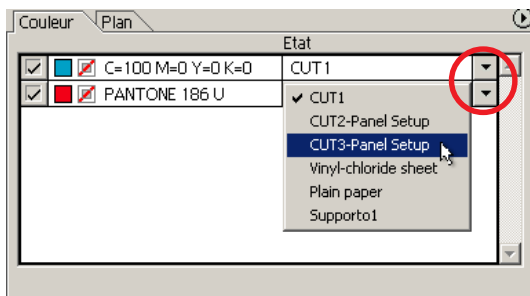 Couleur Plan
Etat
C=100 M=0 Y=0 K=0 CUT1
PANTONE 186 U
CUT1
CUT2-Panel Setup
CUT3-Panel Setup
Vinyl-chloride sheet
Plain paper
Supporto1